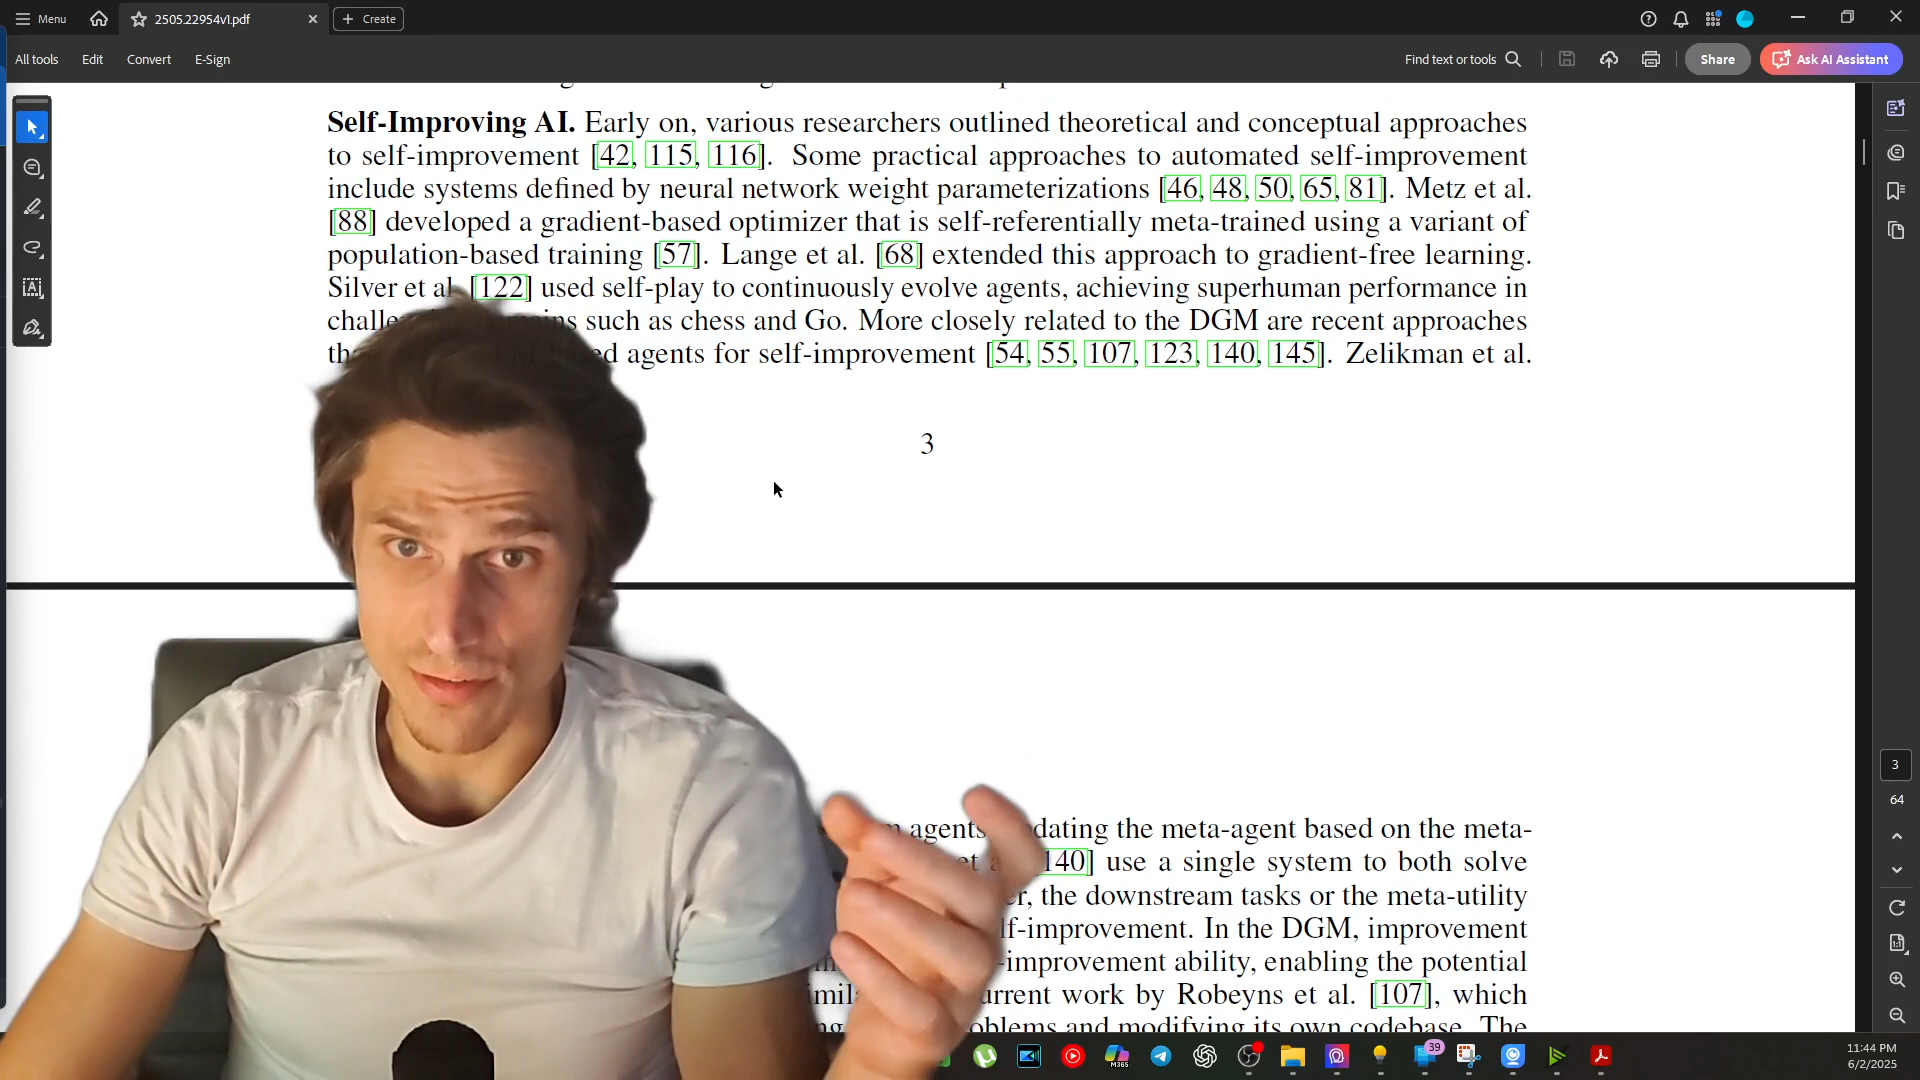 Menu
2505.22954v1.pdf
Create
All tools
Edit
Convert
E-Sign
Find text or tools
Share
Ask AI Assistant
Self-Improving AI. Early on, various researchers outlined theoretical and conceptual approaches
to self-improvement [42, 115, 116]. Some practical approaches to automated self-improvement
include systems defined by neural network weight parameterizations [46, 48, 50, 65, 81]. Metz et al.
[88] developed a gradient-based optimizer that is self-referentially meta-trained using a variant of
population-based training [57]. Lange et al. [68] extended this approach to gradient-free learning.
Silver et al. [122] used self-play to continuously evolve agents, achieving superhuman performance in
such as chess and Go. More closely related to the DGM are recent approaches
agents for self-improvement [54, 55, 107, 123, 140, 145]. Zelikman et al.
3
agents, updating the meta-agent based on the meta-
140] use a single system to both solve
the downstream tasks or the meta-utility
-improvement. In the DGM, improvement
-improvement ability, enabling the potential
work by Robeyns et al. [107], which
problems and modifying its own codebase. The
3
64
M365
39
11:44 PM
6/2/2025